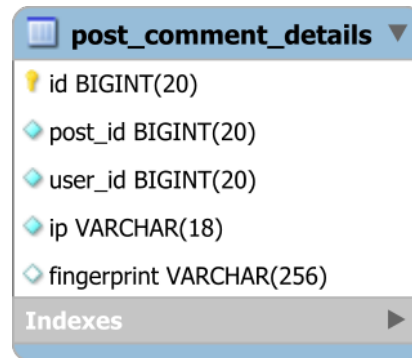 post_comment_details
id BIGINT(20)
post_id BIGINT(20)
user_id BIGINT(20)
ip VARCHAR(18)
fingerprint VARCHAR(256)
Indexes